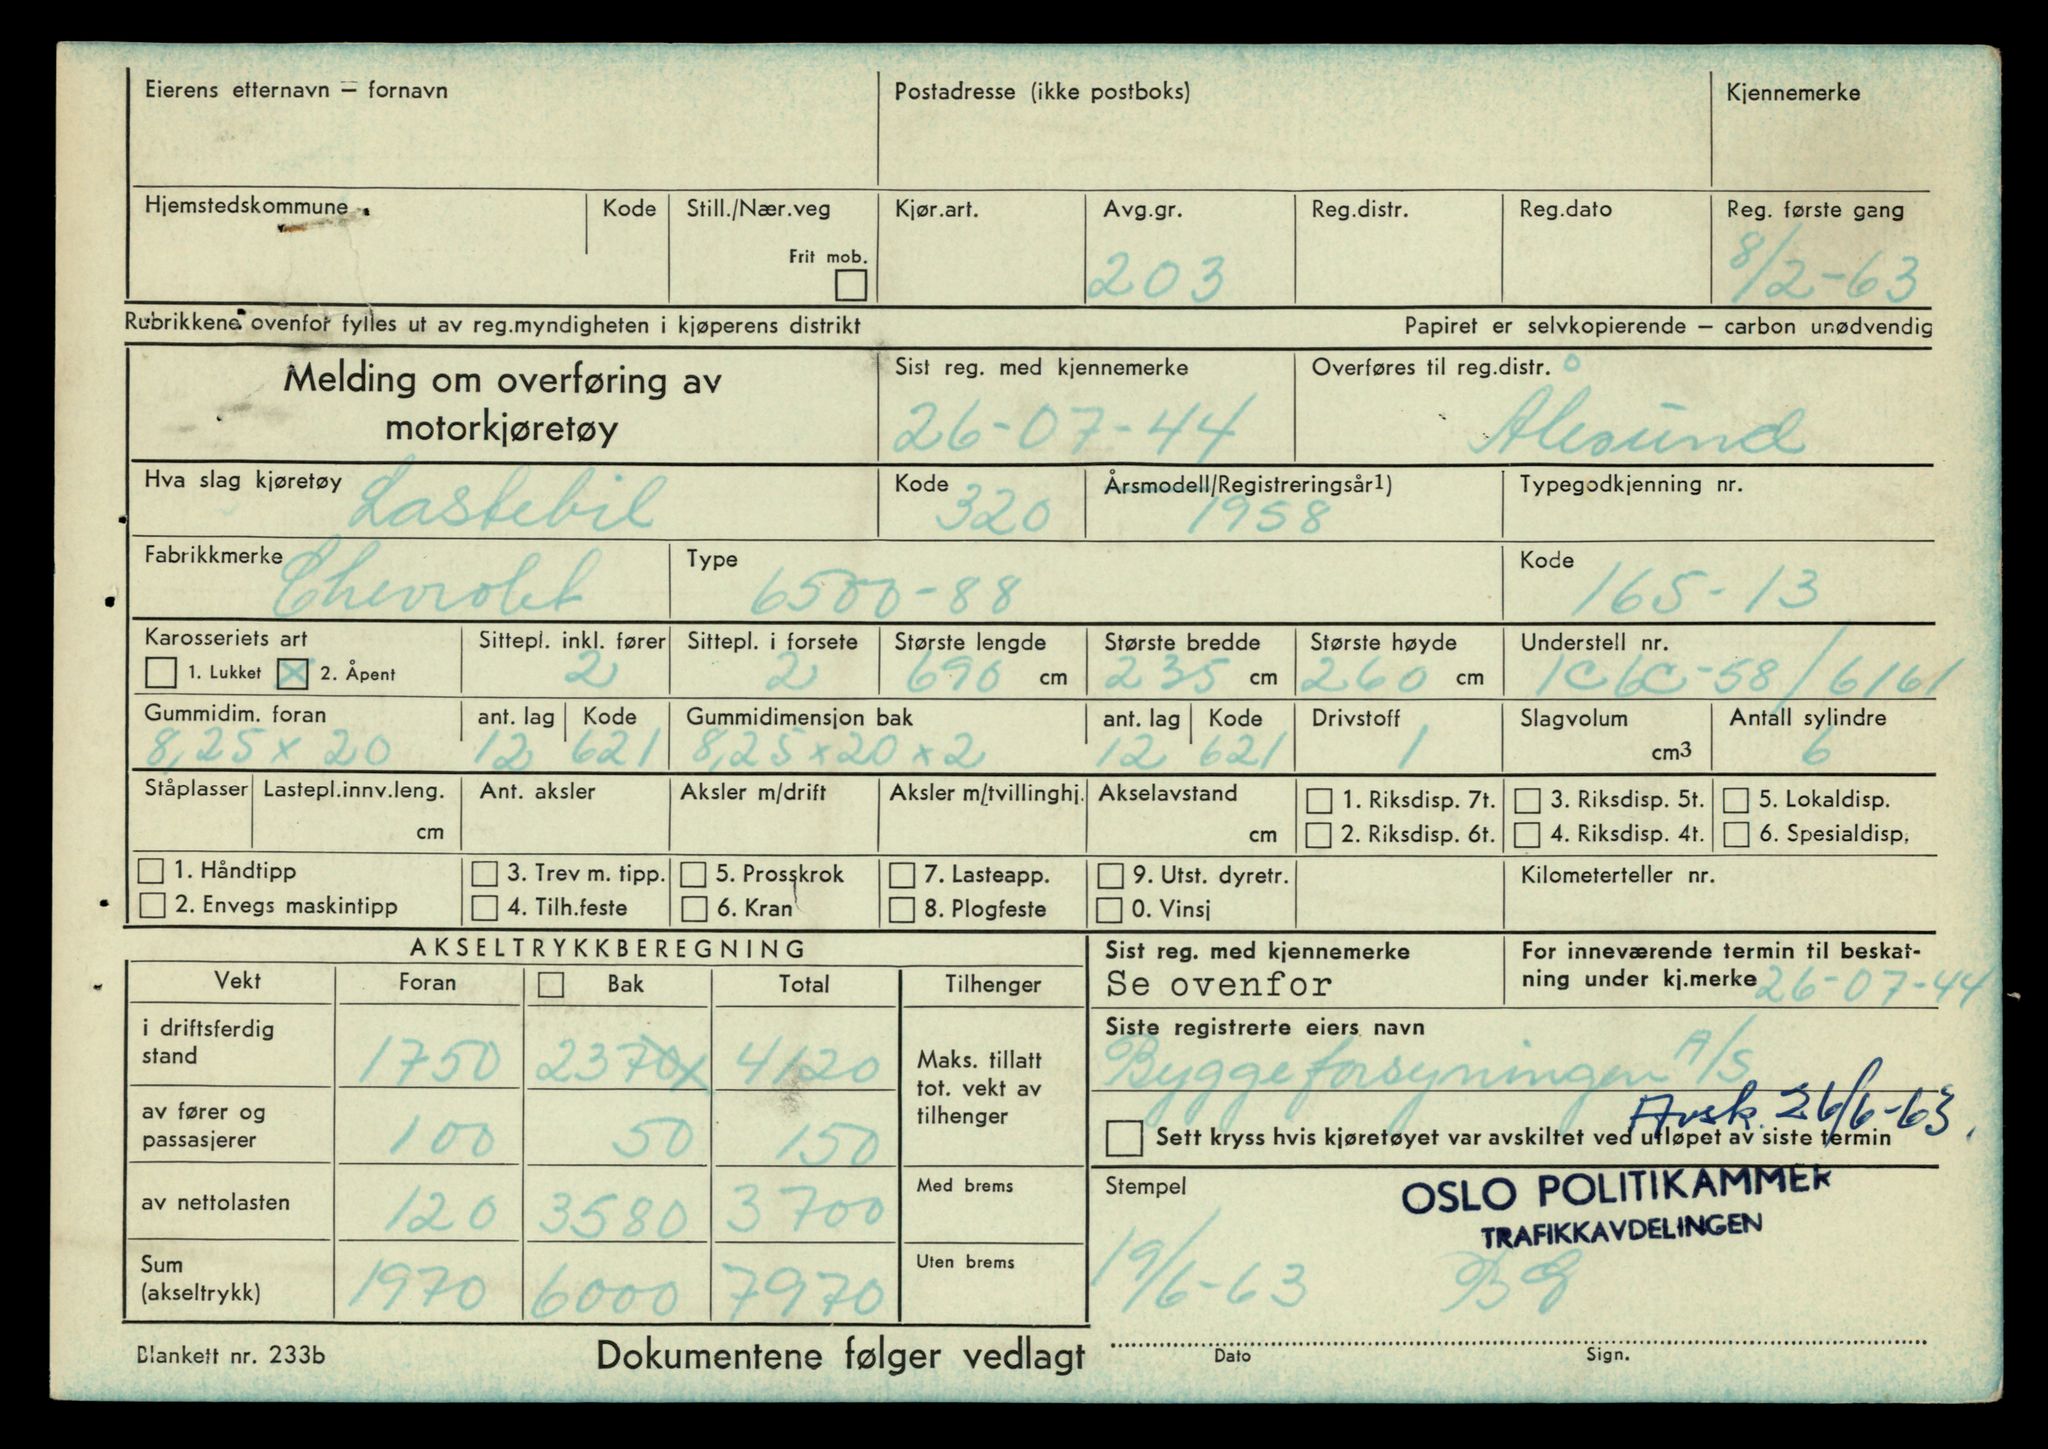 Eierens etternavn – fornavn
Postadresse (ikke postboks)
Kjennemerke
Hjemstedskommune
Kode
Still./Nær.veg
Frit mob.
Kjør.art.
Avg.gr.
203
Reg.distr.
Reg.dato
Reg. første gang
8/2-63
Rubrikkene ovenfor fylles ut av reg.myndigheten i kjøperens distrikt
Papiret er selvkopierende – carbon unødvendig
Melding om overføring av
motorkjøretøy
Sist reg. med kjennemerke
26-07-44
Overføres til reg.distr.
Ålesund
Hva slag kjøretøy
Lastebil
Kode
320
Årsmodell/Registreringsår1)
1958
Typegodkjenning nr.
Fabrikkmerke
Chevrolet
Type
6500-88
Kode
165-13
Karosseriets art
1. Lukket x 2. Åpent
Sittepl. inkl. fører
2
Sittepl. i forsete
2
Største lengde
690 cm
Største bredde
235 cm
Største høyde
260 cm
Understell nr.
1C6C-58/6161
Gummidim. foran
8,25 x 20
ant. lag
12
Kode
621
Gummidimensjon bak
8,25 x 20 x 2
ant. lag
12
Kode
621
Drivstoff
1
Slagvolum
cm3
Antall sylindre
6
Ståplasser
Lastepl.innv.leng.
cm
Ant. aksler
Aksler m/drift
Aksler m/tvillinghj.
Akselavstand
cm
1. Riksdisp. 7t.
2. Riksdisp. 6t.
3. Riksdisp. 5t.
4. Riksdisp. 4t.
5. Lokaldisp.
6. Spesialdisp.
1. Håndtipp
2. Envegs maskintipp
3. Trev m. tipp.
4. Tilh.feste
5. Prosskrok
6. Kran
7. Lasteapp.
8. Plogfeste
9. Utst. dyretr.
0. Vinsj
Kilometerteller nr.
AKSELTRYKKBEREGNING
Vekt
Foran
Bak
Total
Tilhenger
i driftsferdig
stand
1750
2370x
4120
av fører og
passasjerer
100
50
150
av nettolasten
120
3580
3700
Sum
(akseltrykk)
1970
6000
7970
Maks. tillatt
tot. vekt av
tilhenger
Med brems
Uten brems
Sist reg. med kjennemerke
Se ovenfor
For inneværende termin til beskat-
ning under kj.merke 26-07-44
Siste registrerte eiers navn
Byggeforsyningen A/S
Avsk. 26/6-63.
Sett kryss hvis kjøretøyet var avskiltet ved utløpet av siste termin
Stempel
OSLO POLITIKAMMER
TRAFIKKAVDELINGEN
19/6-63
Dato
Sign.
Blankett nr. 233b
Dokumentene følger vedlagt